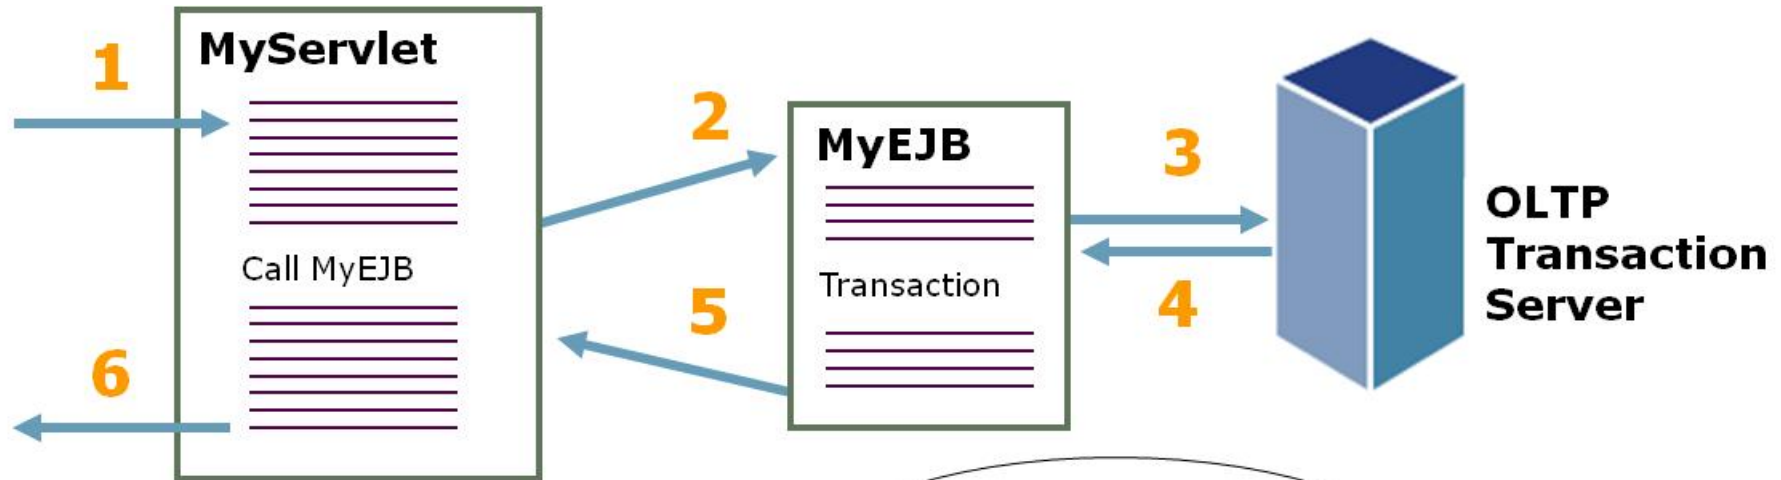 1
MyServlet
Call MyEJB
2
MyEJB
Transaction
3
4
OLTP
Transaction
Server
5
6